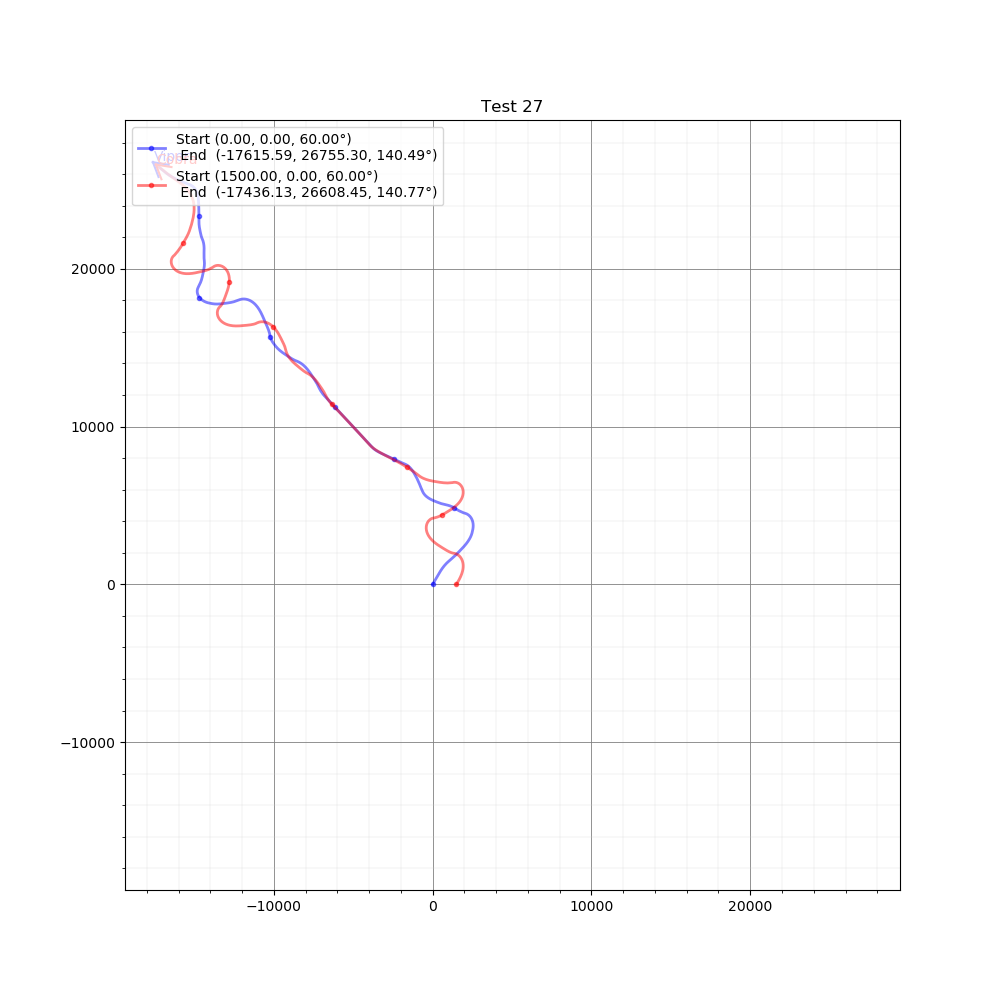 Test 27
Start (0.00, 0.00, 60.00°)
End (-17615.59, 26755.30, 140.49°)
Start (1500.00, 0.00, 60.00°)
End (-17436.13, 26608.45, 140.77°)
20000
10000
0
−10000
−10000
0
10000
20000